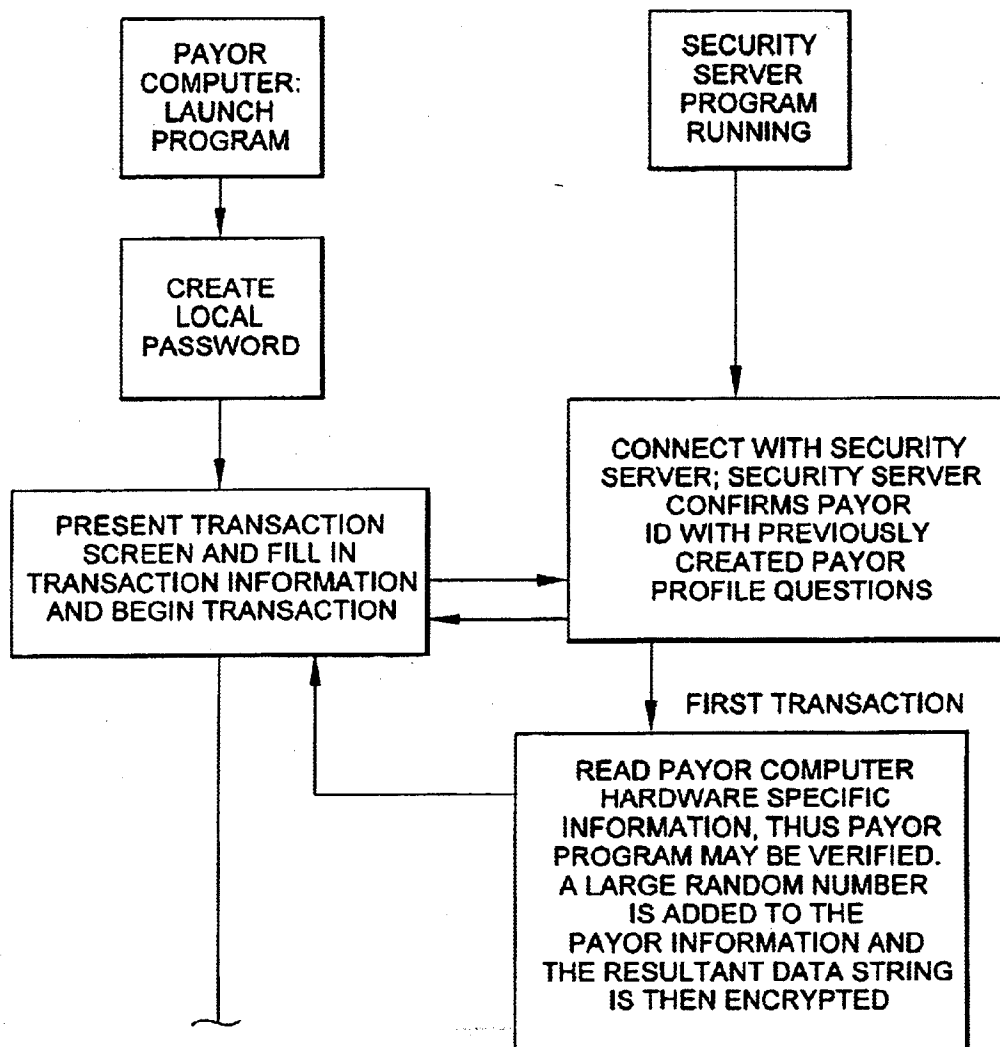 PAYOR
COMPUTER:
LAUNCH
PROGRAM
SECURITY
SERVER
PROGRAM
RUNNING
CREATE
LOCAL
PASSWORD
CONNECT WITH SECURITY
SERVER; SECURITY SERVER
CONFIRMS PAYOR
ID WITH PREVIOUSLY
CREATED PAYOR
PROFILE QUESTIONS
PRESENT TRANSACTION
SCREEN AND FILL IN
TRANSACTION INFORMATION
AND BEGIN TRANSACTION
FIRST TRANSACTION
READ PAYOR COMPUTER
HARDWARE SPECIFIC
INFORMATION, THUS PAYOR
PROGRAM MAY BE VERIFIED.
A LARGE RANDOM NUMBER
IS ADDED TO THE
PAYOR INFORMATION AND
THE RESULTANT DATA STRING
IS THEN ENCRYPTED